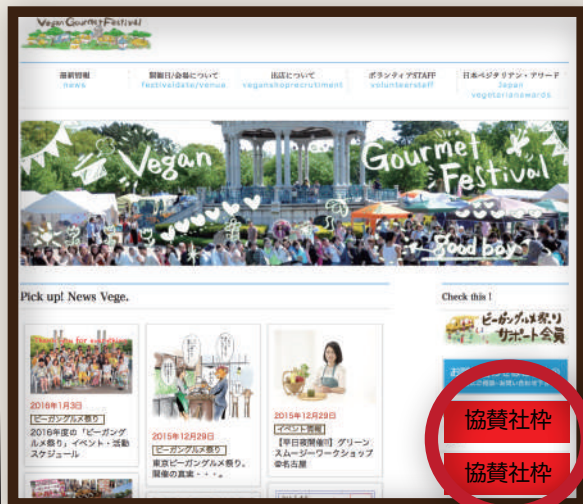 Vegan Gourmet Festival
最新情報
news
開催日/会場について
festivaldate/venue
出店について
veganshoprecrutiment
ボランティアSTAFF
volunteerstaff
日本ベジタリアン・アワード
Japan
vegetarianawards
Vegan
Gourmet
Festival
good boy
Pick up! News Vege.
Check this !
Thank you for everything
2016年1月3日
ビーガングルメ祭り
2016年度の「ビーガング
ルメ祭り」イベント・活動
スケジュール
2015年12月29日
ビーガングルメ祭り
東京ビーガングルメ祭り。
開催の真実・・・。
2015年12月29日
イベント情報
【平日夜開催!!】グリーン
スムージーワークショップ
@名古屋
ビーガングルメ祭り
サポート会員
協賛社枠
協賛社枠